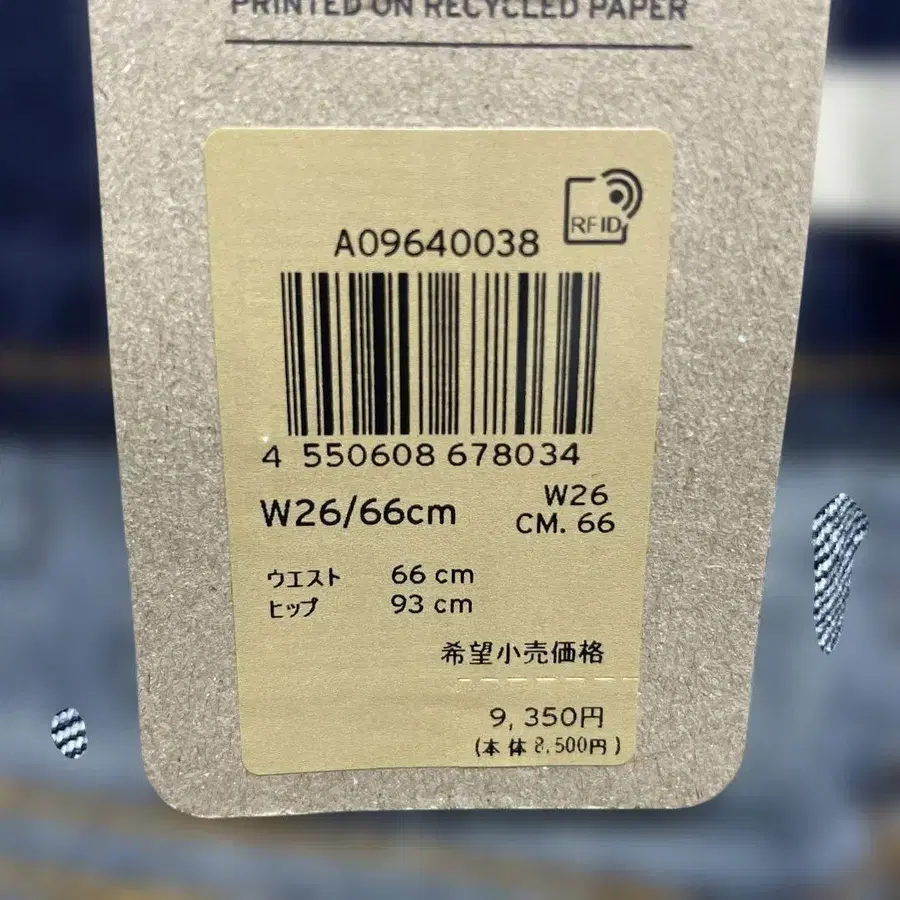 PRINTED ON RECYCLED PAPER
RFID
A09640038
4 550608 678034
W26/66cm
W26
CM. 66
ウエスト 66 cm
ヒップ 93 cm
希望小売価格
9,350円
(本体 8,500円)